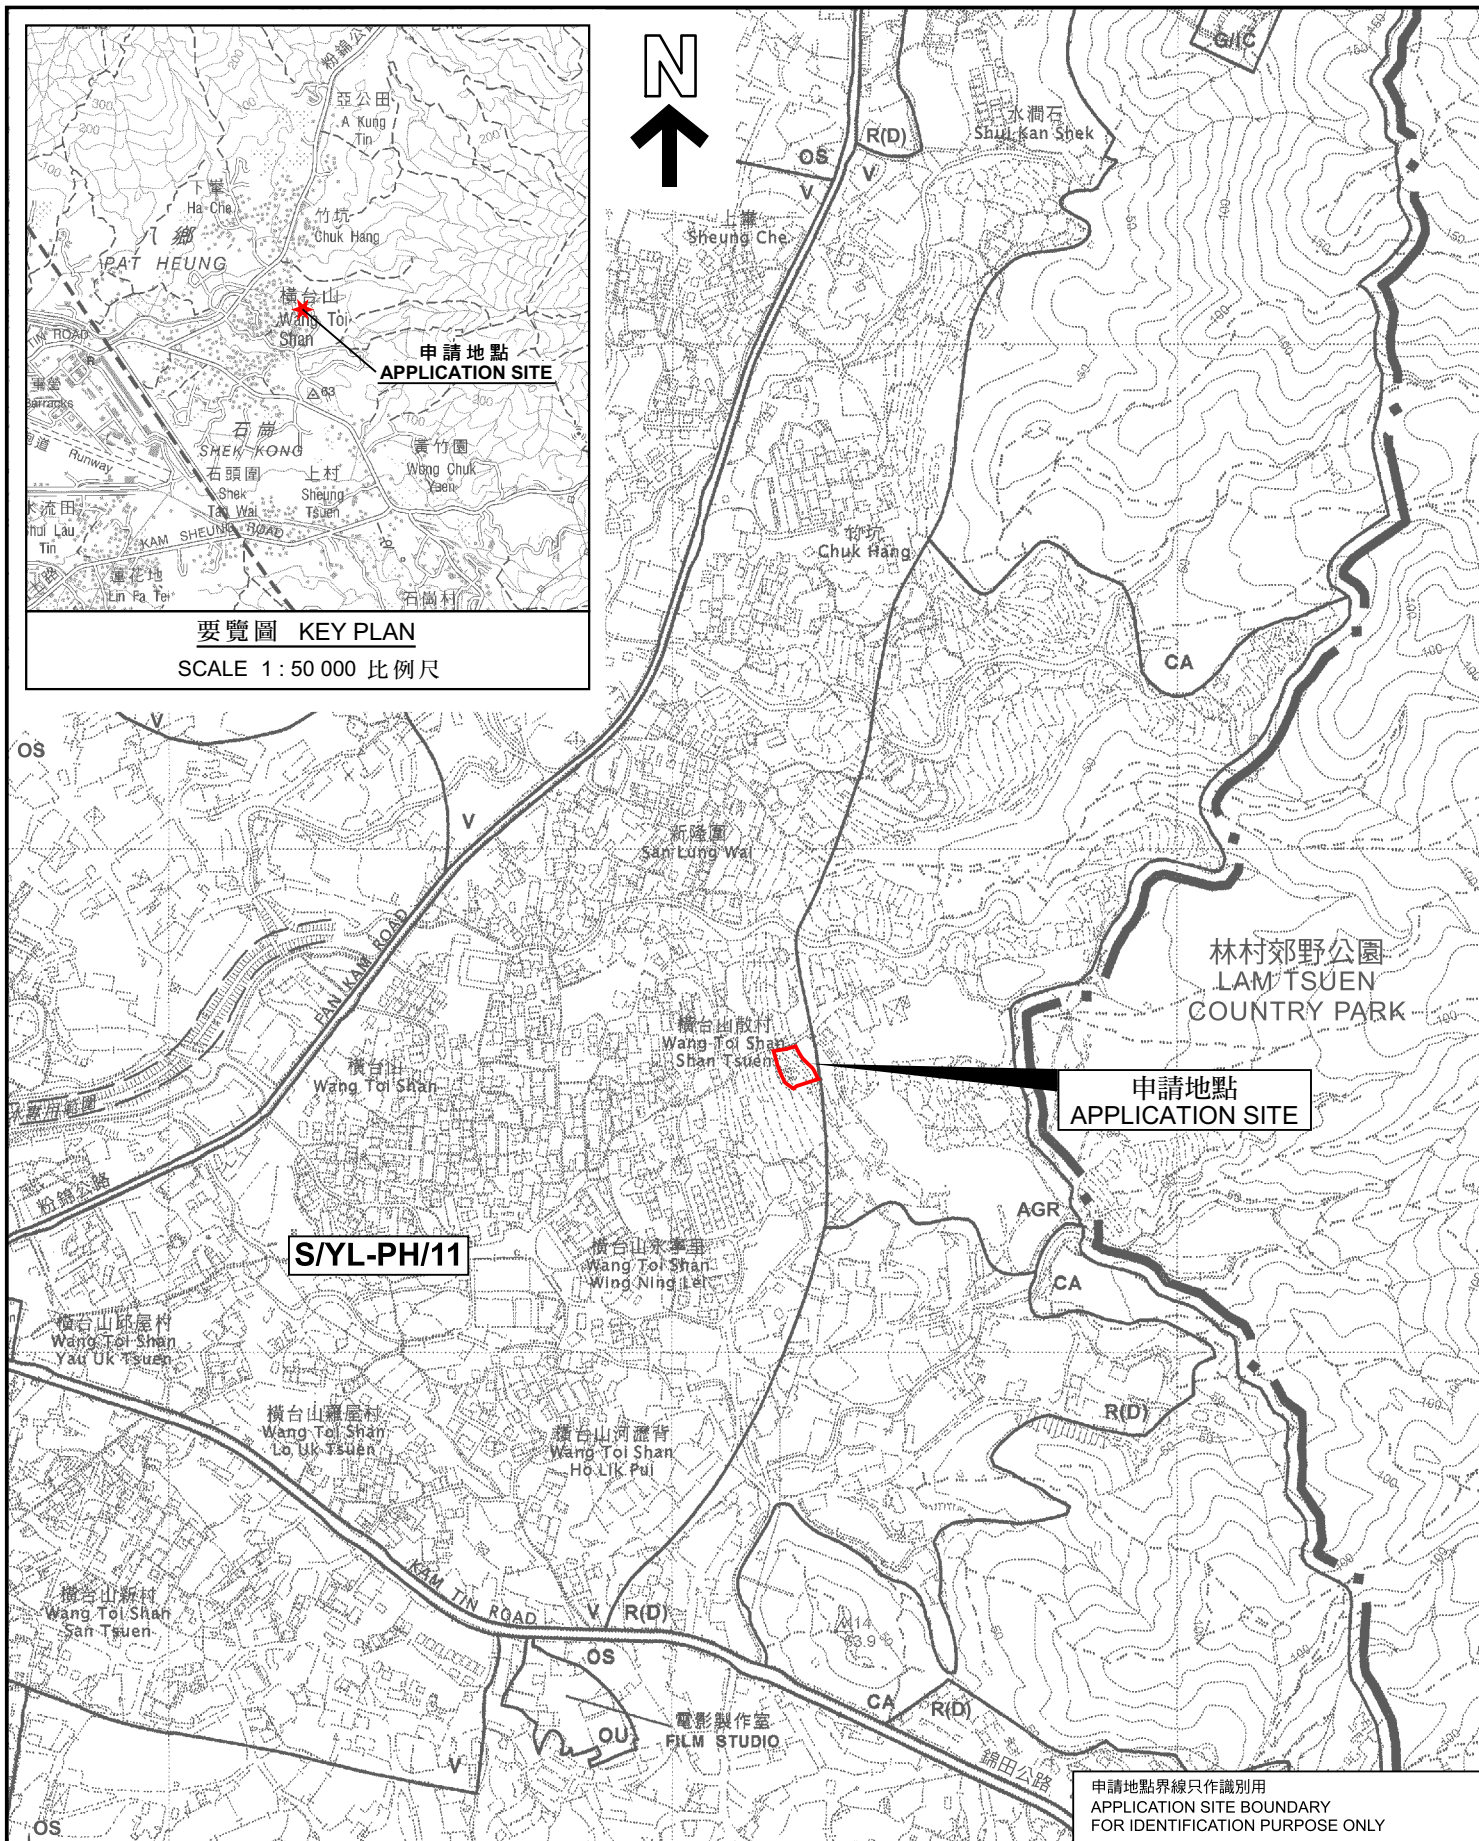 粉錦公
亞公田
A Kung
Tin
下輋
Ha Che
竹坑
Chuk Hang
八鄉
PAT HEUNG
橫台山
Wang Toi
Shan
TIN ROAD
申請地點
APPLICATION SITE
Barracks
63
石崗
SHEK KONG
Runway
石頭圍
Shek
Tau Wai
上村
Sheung
Tsuen
黃竹園
Wong Chuk
Yuen
水流田
Shui Lau
Tin
KAM SHEUNG ROAD
蓮花地
Lin Fa Tei
石崗村
要覽圖 KEY PLAN
SCALE 1 : 50 000 比例尺
N
G/IC
水澗石
Shui Kan Shek
R(D)
OS
V
V
上輋
Sheung Che
竹坑
Chuk Hang
CA
V
OS
V
新隆圍
San Lung Wai
FAN KAM ROAD
林村郊野公園
LAM TSUEN
COUNTRY PARK
橫台山散村
Wang Toi Shan
Shan Tsuen
橫台山
Wang Toi Shan
申請地點
APPLICATION SITE
粉錦公路
AGR
S/YL-PH/11
橫台山永寧里
Wang Toi Shan
Wing Ning Lei
CA
橫台山邱屋村
Wang Toi Shan
Yau Uk Tsuen
橫台山羅屋村
Wang Toi Shan
Lo Uk Tsuen
橫台山河瀝背
Wang Toi Shan
Ho Lik Pui
R(D)
橫台山新村
Wang Toi Shan
San Tsuen
KAM TIN ROAD
V
R(D)
OS
CA
R(D)
電影製作室
FILM STUDIO
OU
V
錦田公路
OS
申請地點界線只作識別用
APPLICATION SITE BOUNDARY
FOR IDENTIFICATION PURPOSE ONLY